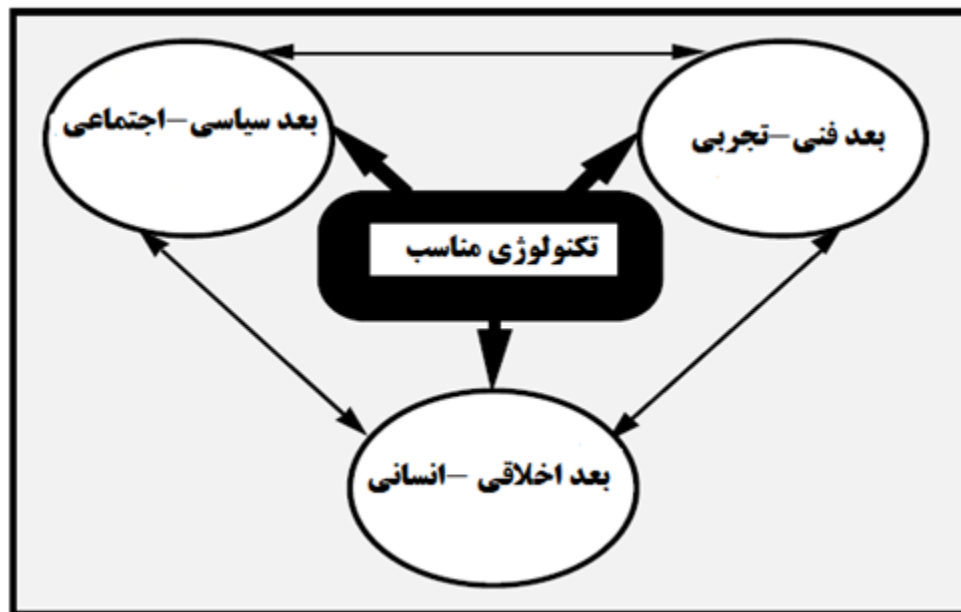 بعد فنی–تجربی
بعد سیاسی–اجتماعی
تکنولوژی مناسب
بعد اخلاقی –انسانی